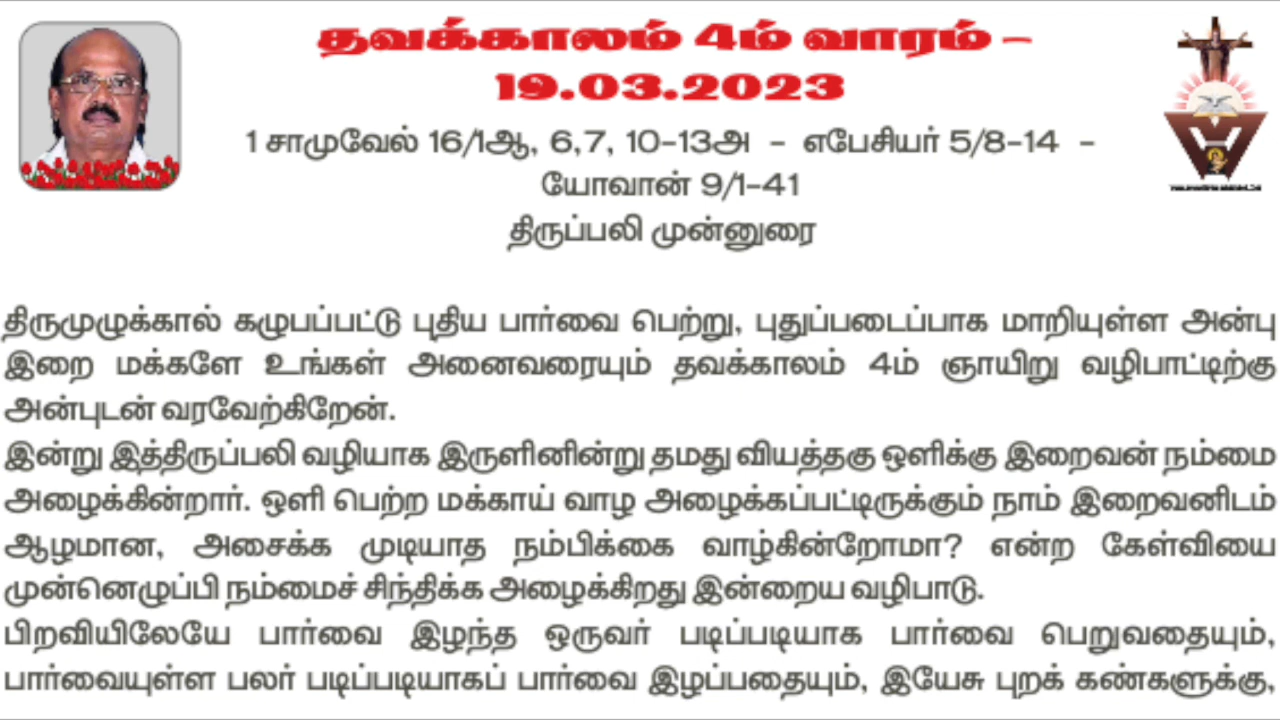 தவக்காலம் 4ம் வாரம் –
19.03.2023
1 சாமுவேல் 16/1ஆ, 6,7, 10-13அ - எபேசியர் 5/8-14 -
யோவான் 9/1-41
திருப்பலி முன்னுரை
திருமுழுக்கால் கழுபப்பட்டு புதிய பார்வை பெற்று, புதுப்படைப்பாக மாறியுள்ள அன்பு
இறை மக்களே உங்கள் அனைவரையும் தவக்காலம் 4ம் ஞாயிறு வழிபாட்டிற்கு
அன்புடன் வரவேற்கிறேன்.
இன்று இத்திருப்பலி வழியாக இருளினின்று தமது வியத்தகு ஒளிக்கு இறைவன் நம்மை
அழைக்கின்றார். ஒளி பெற்ற மக்காய் வாழ அழைக்கப்பட்டிருக்கும் நாம் இறைவனிடம்
ஆழமான, அசைக்க முடியாத நம்பிக்கை வாழ்கின்றோமா? என்ற கேள்வியை
முன்னெழுப்பி நம்மைச் சிந்திக்க அழைக்கிறது இன்றைய வழிபாடு.
பிறவியிலேயே பார்வை இழந்த ஒருவர் படிப்படியாக பார்வை பெறுவதையும்,
பார்வையுள்ள பலர் படிப்படியாகப் பார்வை இழப்பதையும், இயேசு புறக் கண்களுக்கு,